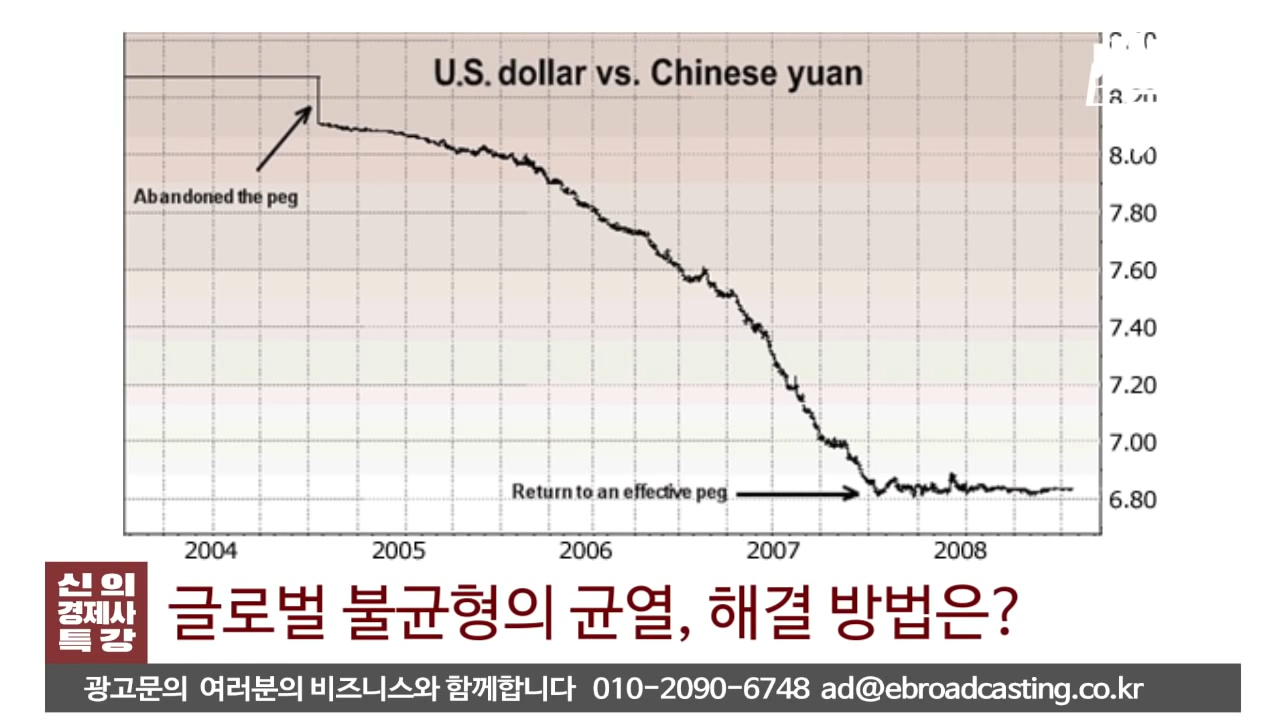 U.S. dollar vs. Chinese yuan
8.20
Abandoned the peg
8.00
7.80
7.60
7.40
7.20
7.00
Return to an effective peg
6.80
2004 2005 2006 2007 2008
신의
경제사
특강
글로벌 불균형의 균열, 해결 방법은?
광고문의 여러분의 비즈니스와 함께합니다 010-2090-6748 ad@ebroadcasting.co.kr